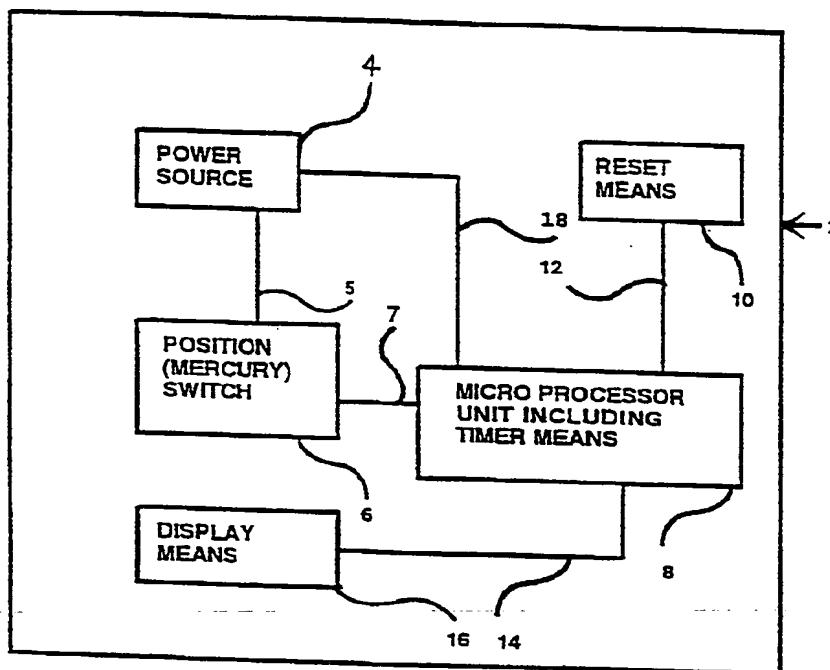 4
POWER
SOURCE
RESET
MEANS
18
12
10
5
7
POSITION
(MERCURY)
SWITCH
MICRO PROCESSOR
UNIT INCLUDING
TIMER MEANS
6
DISPLAY
MEANS
8
16
14